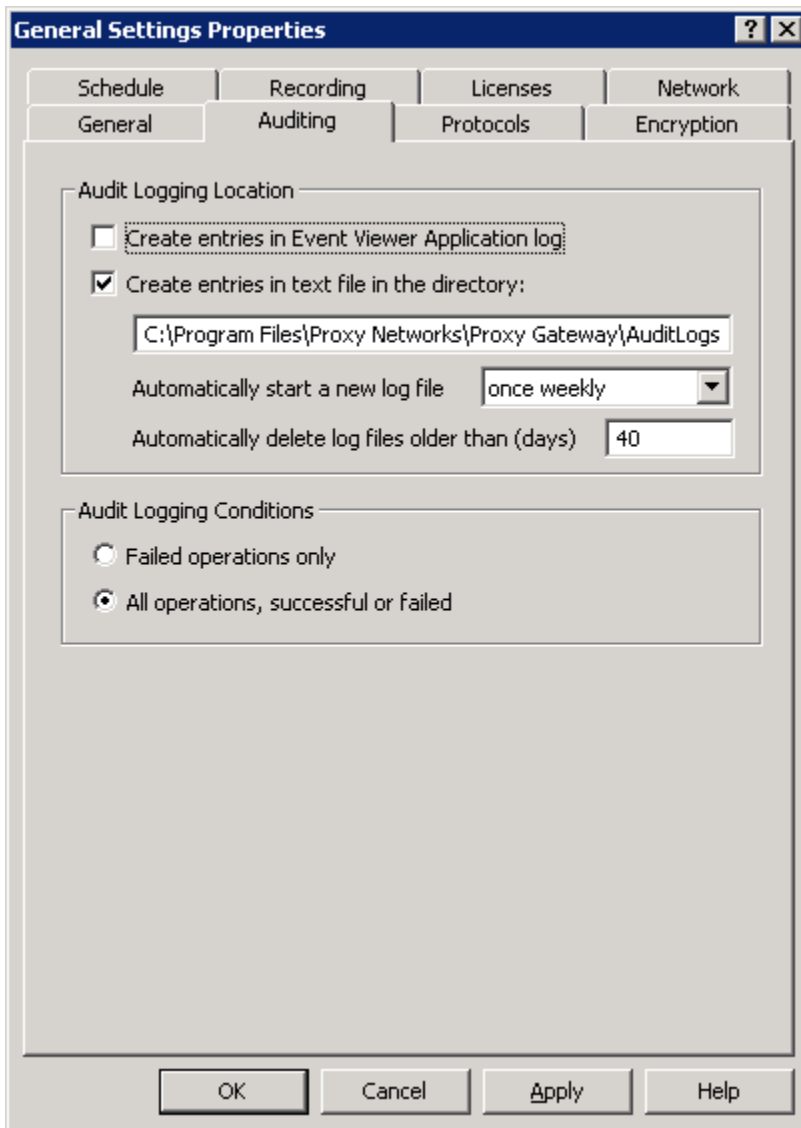 General Settings Properties
Schedule Recording Licenses Network
General Auditing Protocols Encryption
Audit Logging Location
Create entries in Event Viewer Application log
Create entries in text file in the directory:
C:\Program Files\Proxy Networks\Proxy Gateway\AuditLogs
Automatically start a new log file once weekly
Automatically delete log files older than (days) 40
Audit Logging Conditions
Failed operations only
All operations, successful or failed
OK Cancel Apply Help